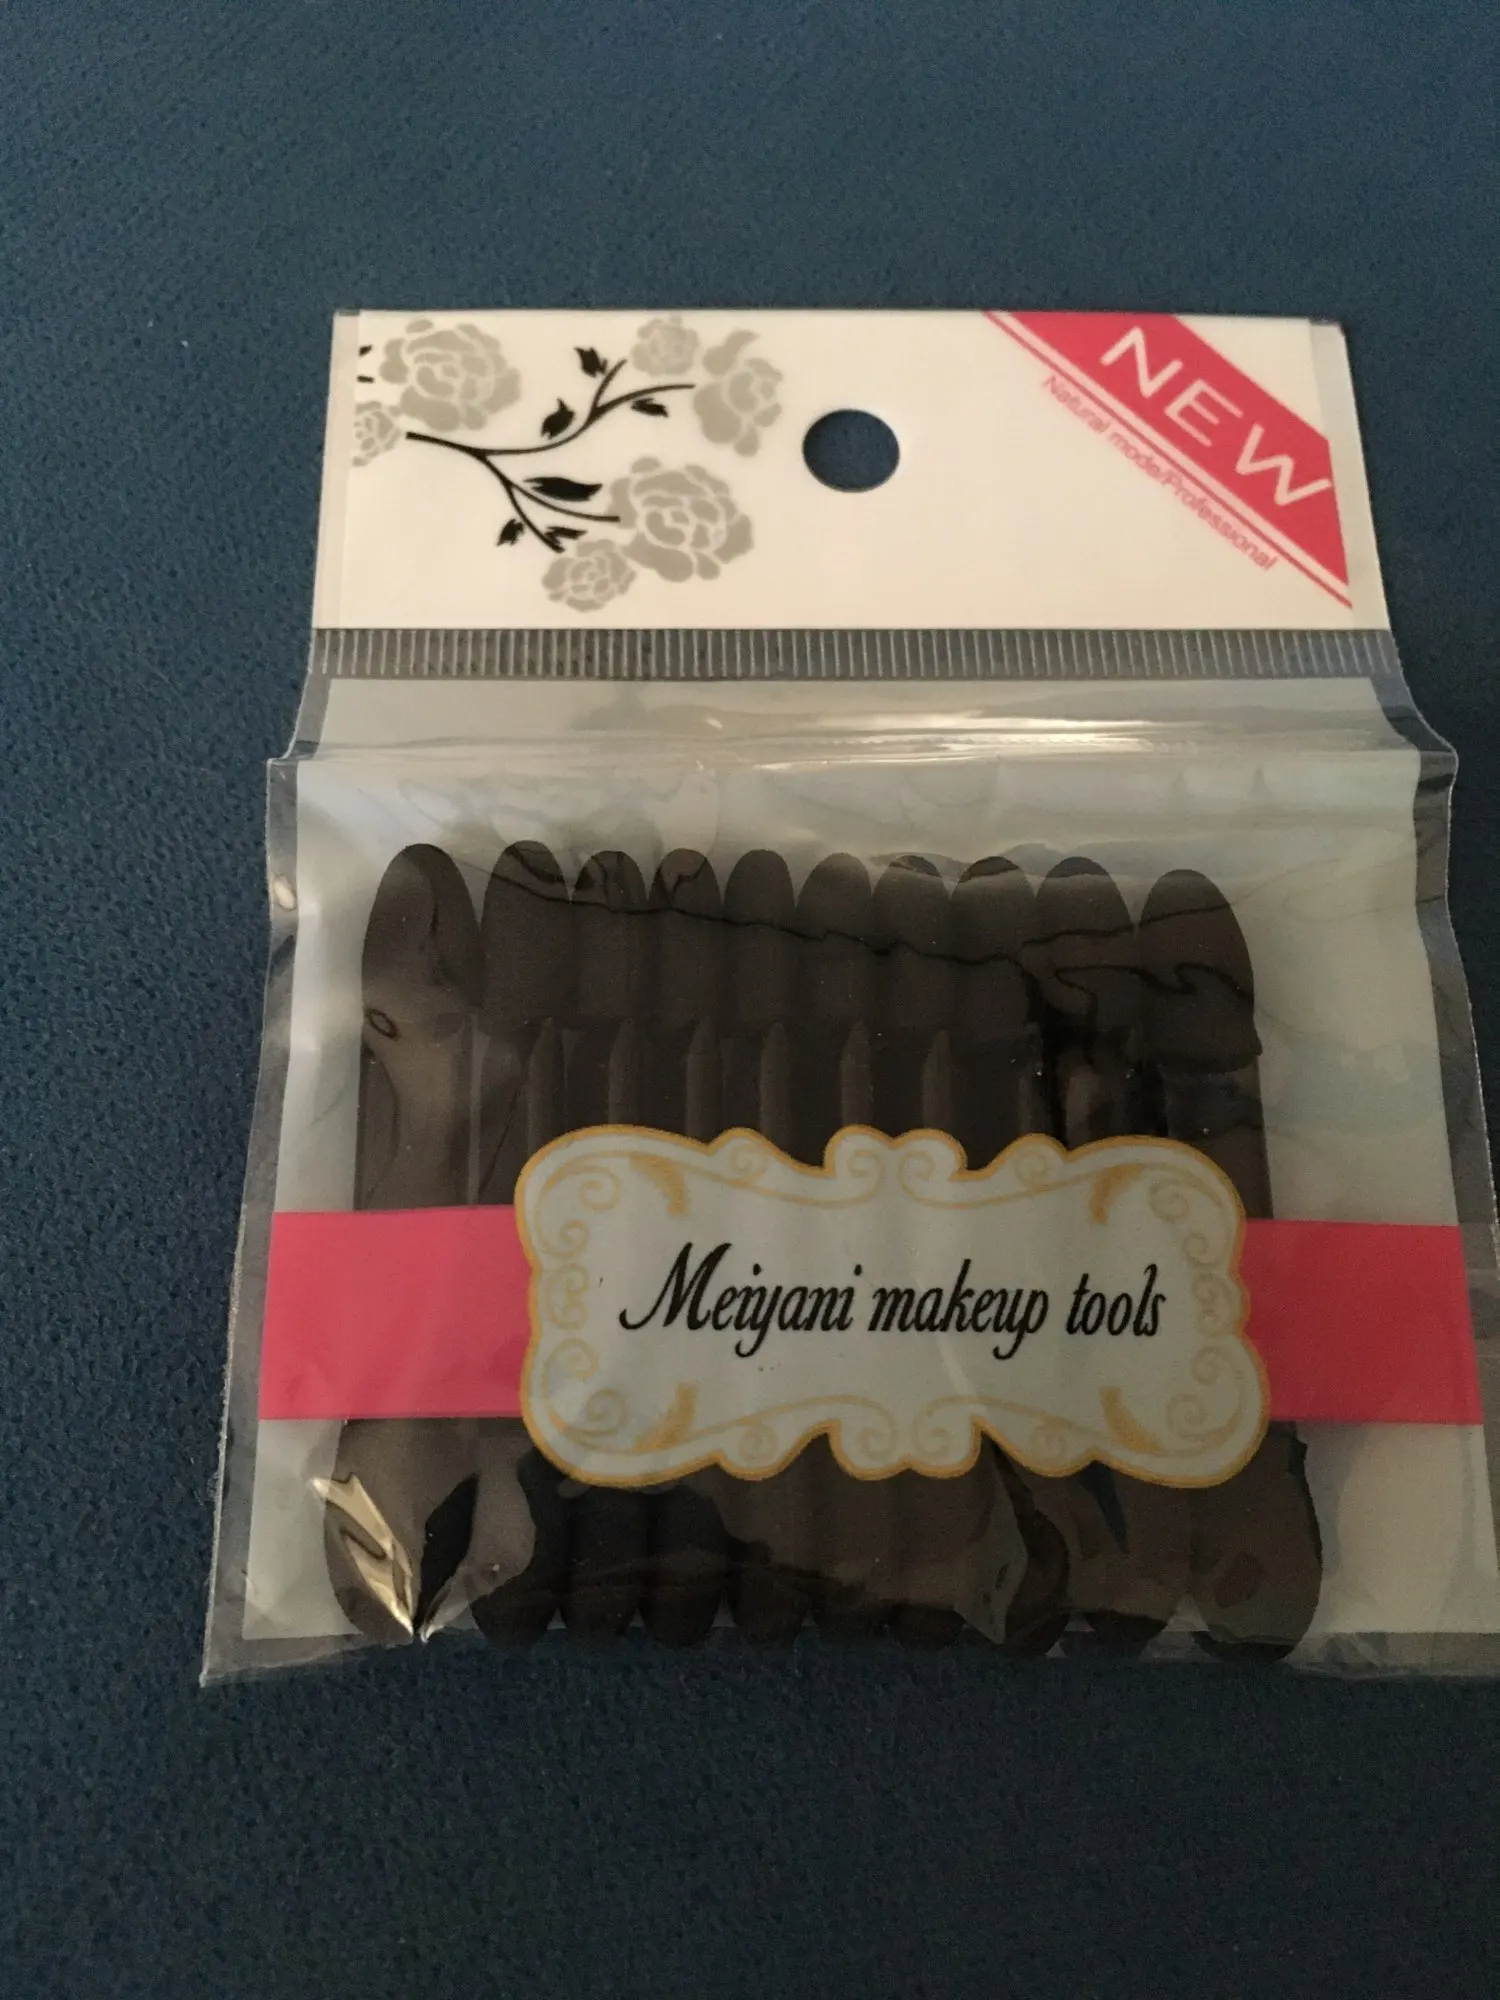 NEW
Natural mode/Professional
Meiyani makeup tools